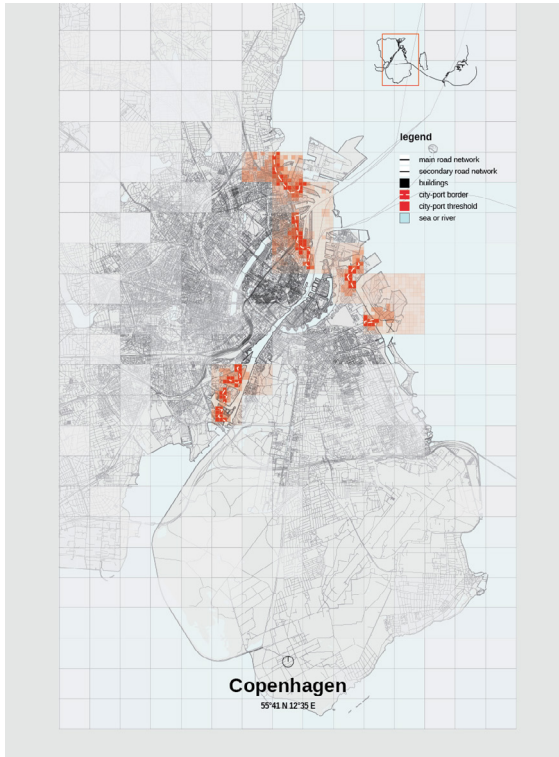 legend
main road network
secondary road network
buildings
city-port border
city-port threshold
sea or river
Copenhagen
55°41 N 12°35 E